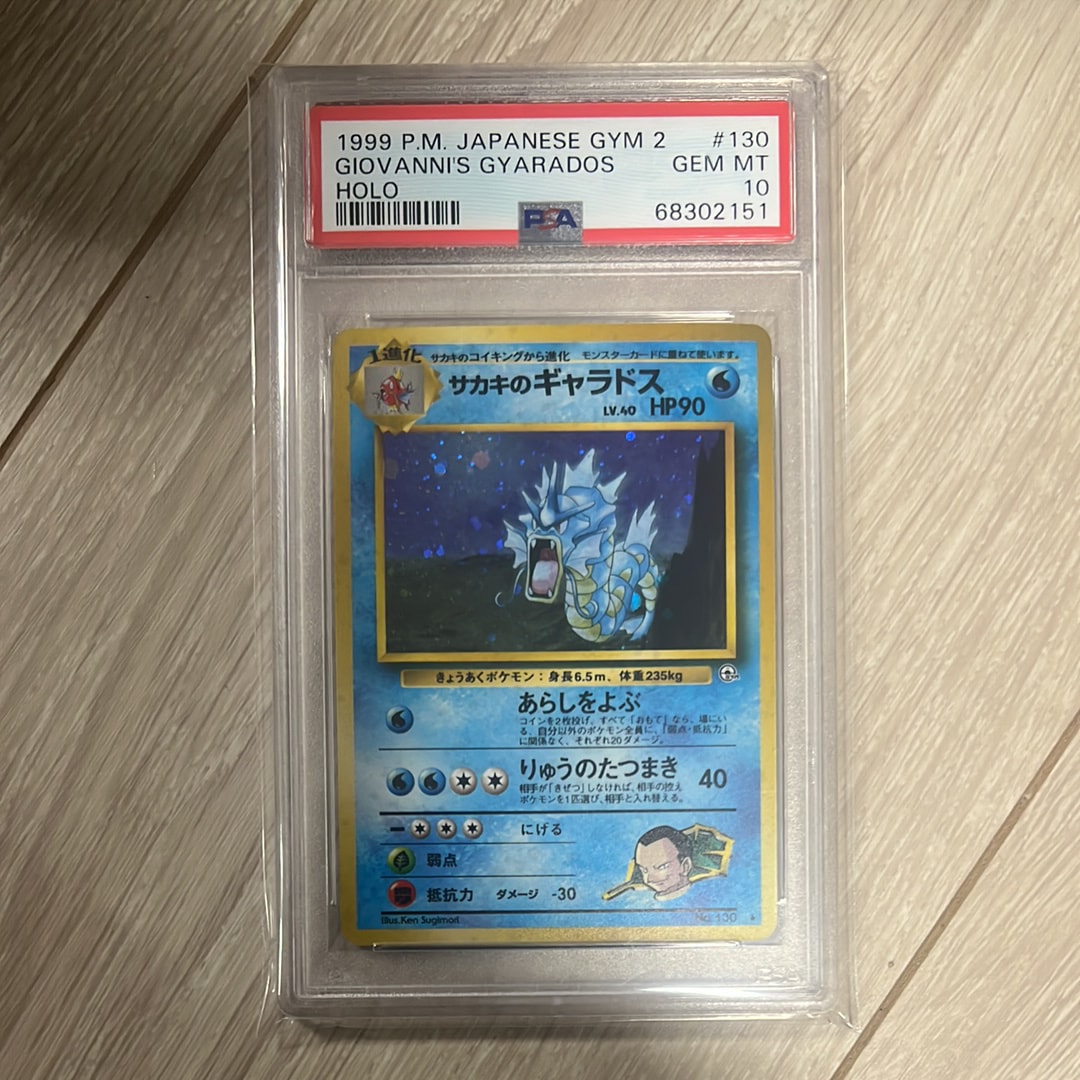 1999 P.M. JAPANESE GYM 2 #130
GIOVANNI'S GYARADOS GEM MT
HOLO 10
PSA 68302151
1進化 サカキのコイキングから進化 モンスターカードに重ねて使います。
サカキのギャラドス
LV.40 HP90
きょうあくポケモン：身長6.5m、体重235kg
あらしをよぶ
コインを2枚投げ、すべて「おもて」なら、場にい
る、自分以外のポケモン全員に、「弱点・抵抗力」
に関係なく、それぞれ20ダメージ。
りゅうのたつまき 40
相手が「きぜつ」しなければ、相手の控え
ポケモンを1匹選び、相手と入れ替える。
にげる
弱点
抵抗力 ダメージ -30
Illus.Ken Sugimori No.130